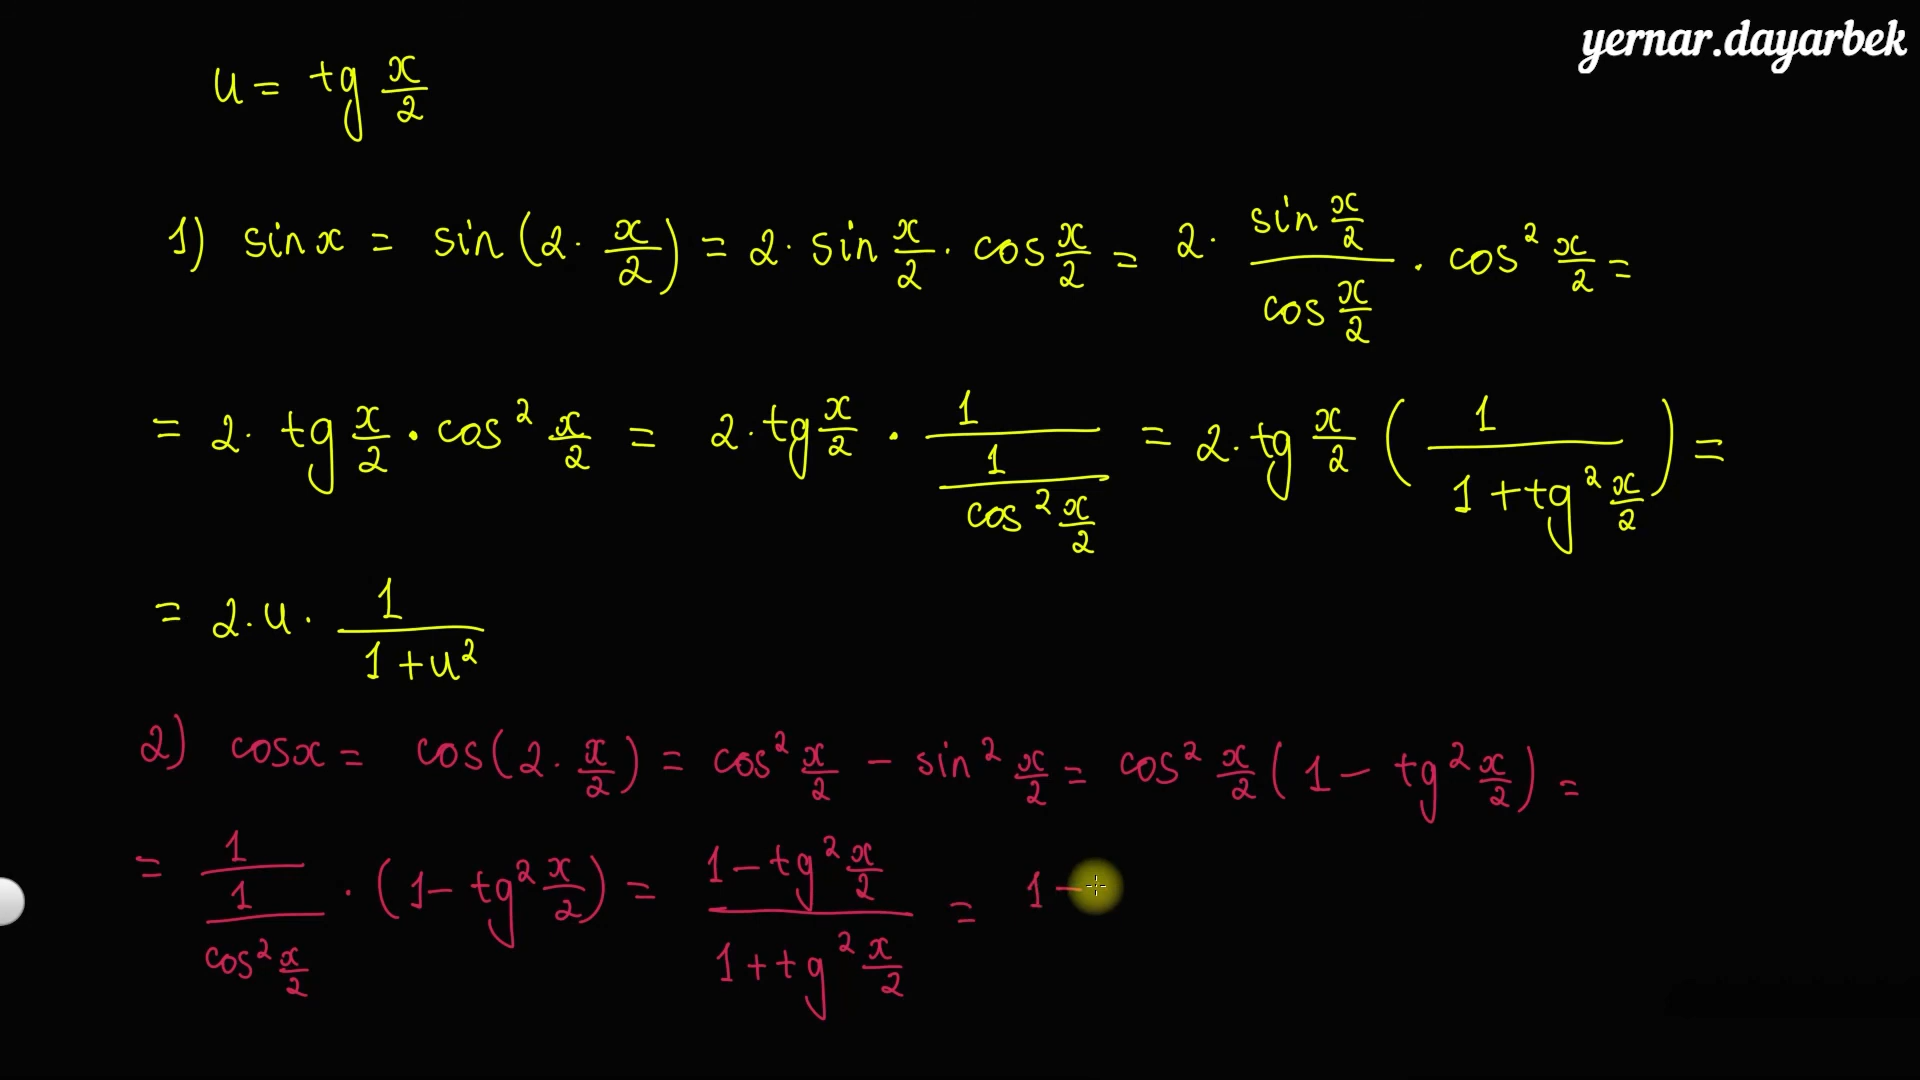 yernar.dayarbek
u = tg x/2
1) sinx = sin(2 · x/2) = 2 · sin x/2 · cos x/2 = 2 · (sin x/2)/(cos x/2) · cos² x/2 =
= 2 · tg x/2 · cos² x/2 = 2 · tg x/2 · 1/(1/(cos² x/2)) = 2 · tg x/2 (1/(1 + tg² x/2)) =
= 2 · u · 1/(1 + u²)
2) cosx = cos(2 · x/2) = cos² x/2 − sin² x/2 = cos² x/2 (1 − tg² x/2) =
= 1/(1/(cos² x/2)) · (1 − tg² x/2) = (1 − tg² x/2)/(1 + tg² x/2) = 1 −